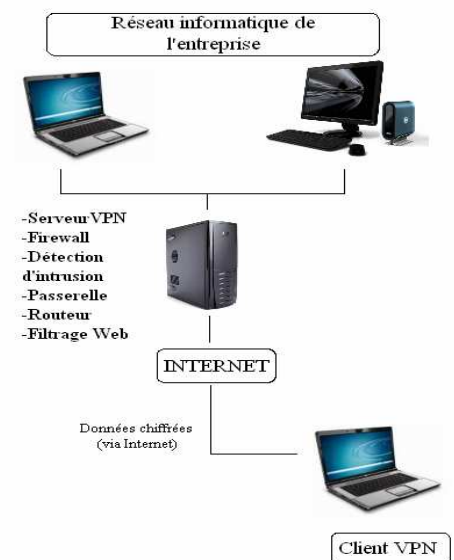 Réseau informatique de
l'entreprise
-Serveur VPN
-Firewall
-Détection
d'intrusion
-Passerelle
-Routeur
-Filtrage Web
INTERNET
Données chiffrées
(via Internet)
Client VPN